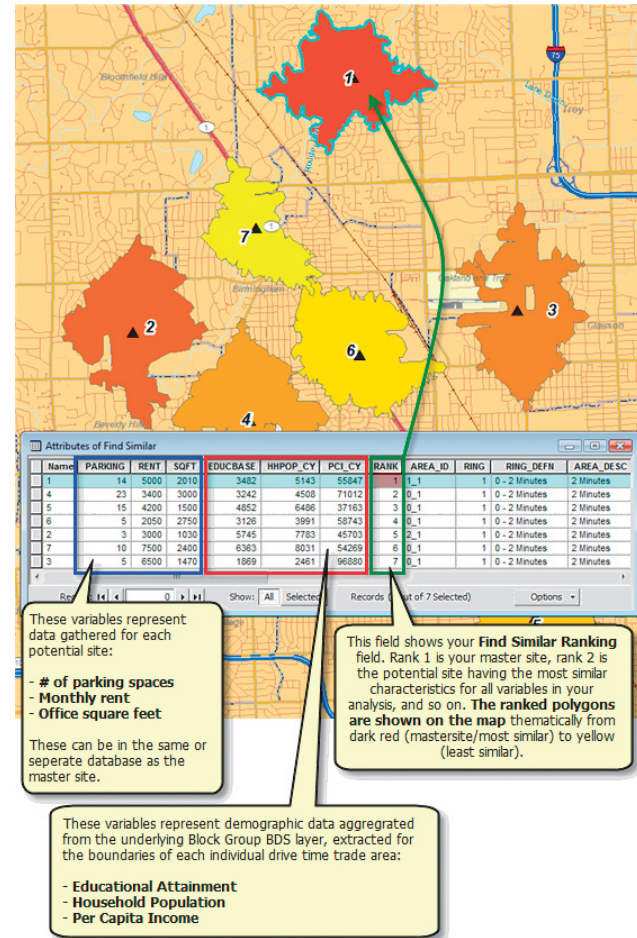 Bloomfield Hills
1
75
Lane Drive
Troy
Rouge
1
7
1
Birmingham
Oakland and Troy
2
3
Clawson
6
4
Beverly Hills
Attributes of Find Similar
Name PARKING RENT SQFT EDUCBASE HHPOP_CY PCI_CY RANK AREA_ID RING RING_DEFN AREA_DESC
1 14 5000 2010 3482 5143 55847 1 1_1 1 0 - 2 Minutes 2 Minutes
4 23 3400 3000 3242 4508 71012 2 0_1 1 0 - 2 Minutes 2 Minutes
5 15 4200 1500 4852 6486 37163 3 0_1 1 0 - 2 Minutes 2 Minutes
6 5 2050 2750 3126 3991 58743 4 0_1 1 0 - 2 Minutes 2 Minutes
2 3 3000 1030 5745 7783 45703 2_1 1 0 - 2 Minutes 2 Minutes
7 10 7500 2400 6363 8031 54269 6 0_1 1 0 - 2 Minutes 2 Minutes
3 5 6500 1470 1869 2461 96880 7 0_1 1 0 - 2 Minutes 2 Minutes
0 Show: All Selected Records ( out of 7 Selected) Options
These variables represent
data gathered for each
potential site:
- # of parking spaces
- Monthly rent
- Office square feet
These can be in the same or
seperate database as the
master site.
This field shows your Find Similar Ranking
field. Rank 1 is your master site, rank 2 is
the potential site having the most similar
characteristics for all variables in your
analysis, and so on. The ranked polygons
are shown on the map thematically from
dark red (mastersite/most similar) to yellow
(least similar).
These variables represent demographic data aggregrated
from the underlying Block Group BDS layer, extracted for
the boundaries of each individual drive time trade area:
- Educational Attainment
- Household Population
- Per Capita Income